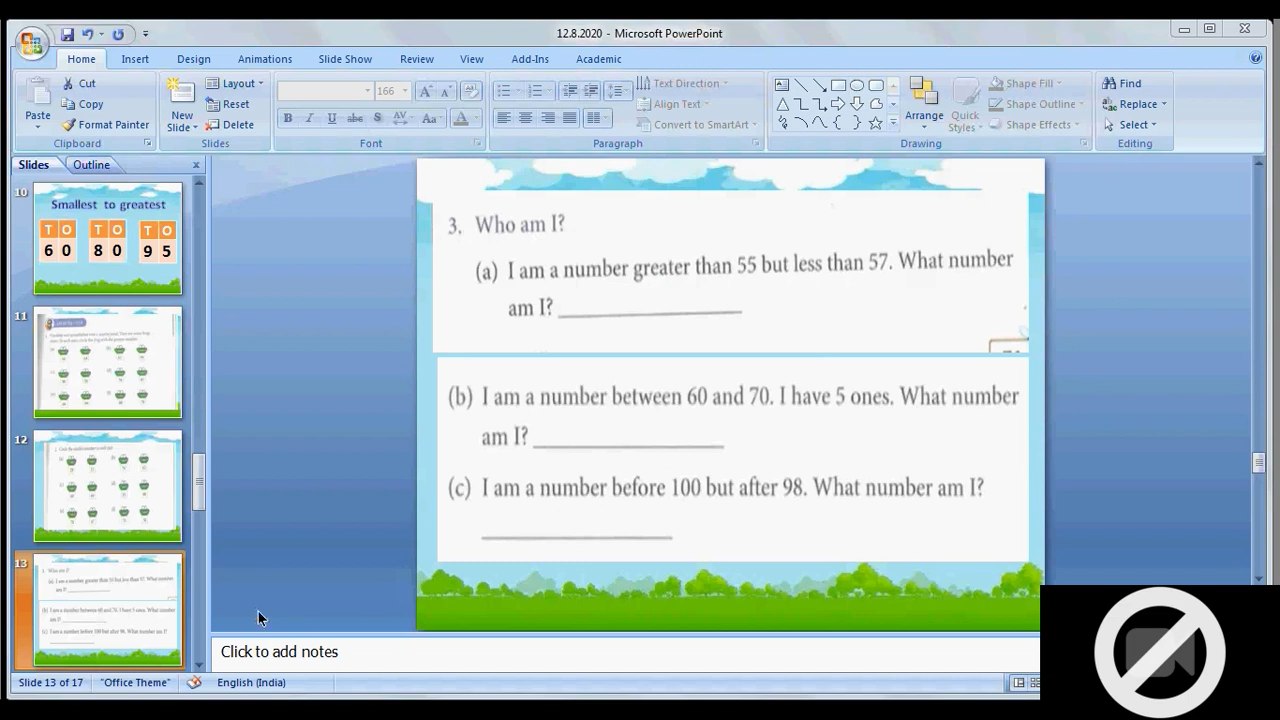 12.8.2020 - Microsoft PowerPoint
Home Insert Design Animations Slide Show Review View Add-Ins Academic
Cut
Copy
Format Painter
Paste
Clipboard
New Slide
Layout
Reset
Delete
Slides
166
B I U abc S AV Aa A
Font
Text Direction
Align Text
Convert to SmartArt
Paragraph
Arrange
Quick Styles
Shape Fill
Shape Outline
Shape Effects
Drawing
Find
Replace
Select
Editing
Slides Outline x
10
Smallest to greatest
T O T O T O
6 0 8 0 9 5
11
12
13
3. Who am I?
(a) I am a number greater than 55 but less than 57. What number
am I?
(b) I am a number between 60 and 70. I have 5 ones. What number
am I?
(c) I am a number before 100 but after 98. What number am I?
Click to add notes
Slide 13 of 17 "Office Theme" English (India)